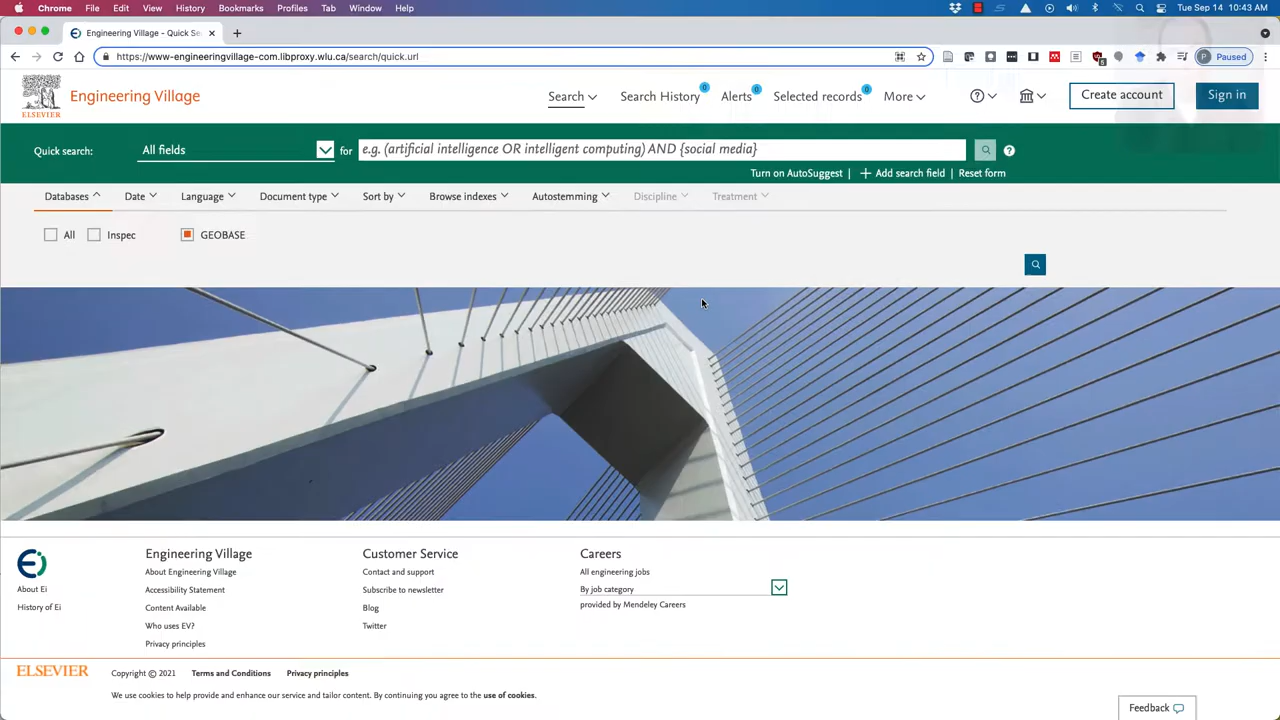 Chrome File Edit View History Bookmarks Profiles Tab Window Help Tue Sep 14 10:43 AM
Engineering Village - Quick Se
https://www-engineeringvillage-com.libproxy.wlu.ca/search/quick.url Paused
ELSEVIER
Engineering Village
Search Search History 0 Alerts 0 Selected records 0 More Create account Sign in
Quick search: All fields for e.g. (artificial intelligence OR intelligent computing) AND {social media}
Turn on AutoSuggest | + Add search field | Reset form
Databases Date Language Document type Sort by Browse indexes Autostemming Discipline Treatment
All Inspec GEOBASE
Engineering Village Customer Service Careers
About Engineering Village Contact and support All engineering jobs
About Ei Accessibility Statement Subscribe to newsletter By job category
History of Ei Content Available Blog provided by Mendeley Careers
Who uses EV? Twitter
Privacy principles
ELSEVIER Copyright © 2021 Terms and Conditions Privacy principles
We use cookies to help provide and enhance our service and tailor content. By continuing you agree to the use of cookies.
Feedback